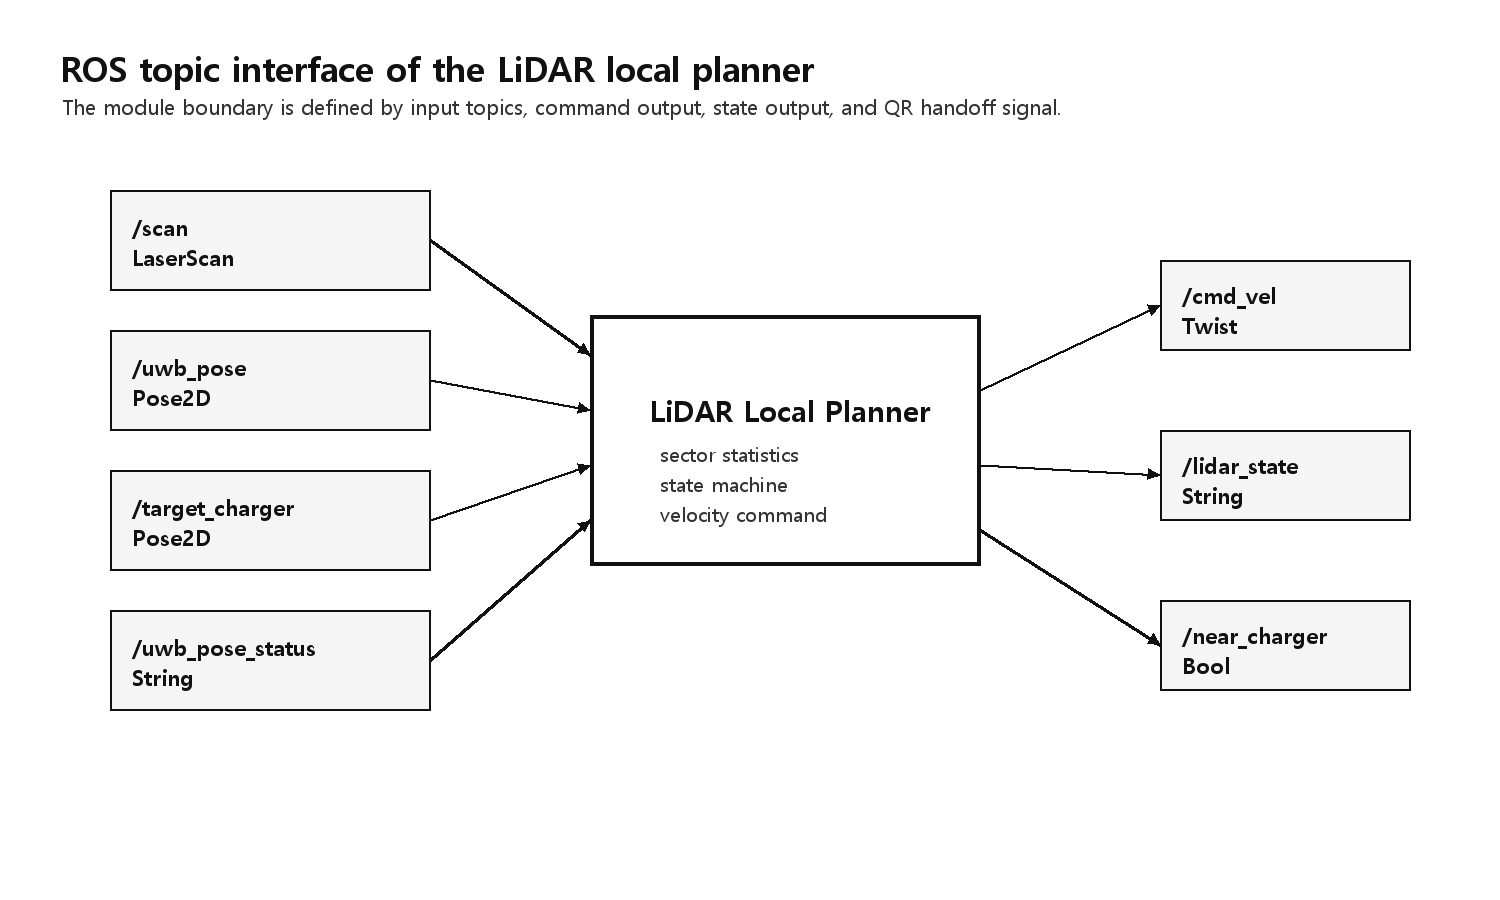 ROS topic interface of the LiDAR local planner
The module boundary is defined by input topics, command output, state output, and QR handoff signal.
/scan
LaserScan
/uwb_pose
Pose2D
/target_charger
Pose2D
/uwb_pose_status
String
LiDAR Local Planner
sector statistics
state machine
velocity command
/cmd_vel
Twist
/lidar_state
String
/near_charger
Bool